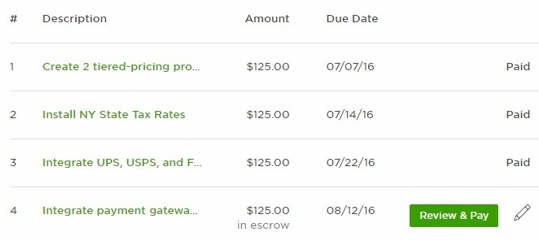 # Description Amount Due Date
1 Create 2 tiered-pricing pro... $125.00 07/07/16 Paid
2 Install NY State Tax Rates $125.00 07/14/16 Paid
3 Integrate UPS, USPS, and F... $125.00 07/22/16 Paid
4 Integrate payment gatewa... $125.00 08/12/16 Review & Pay
in escrow